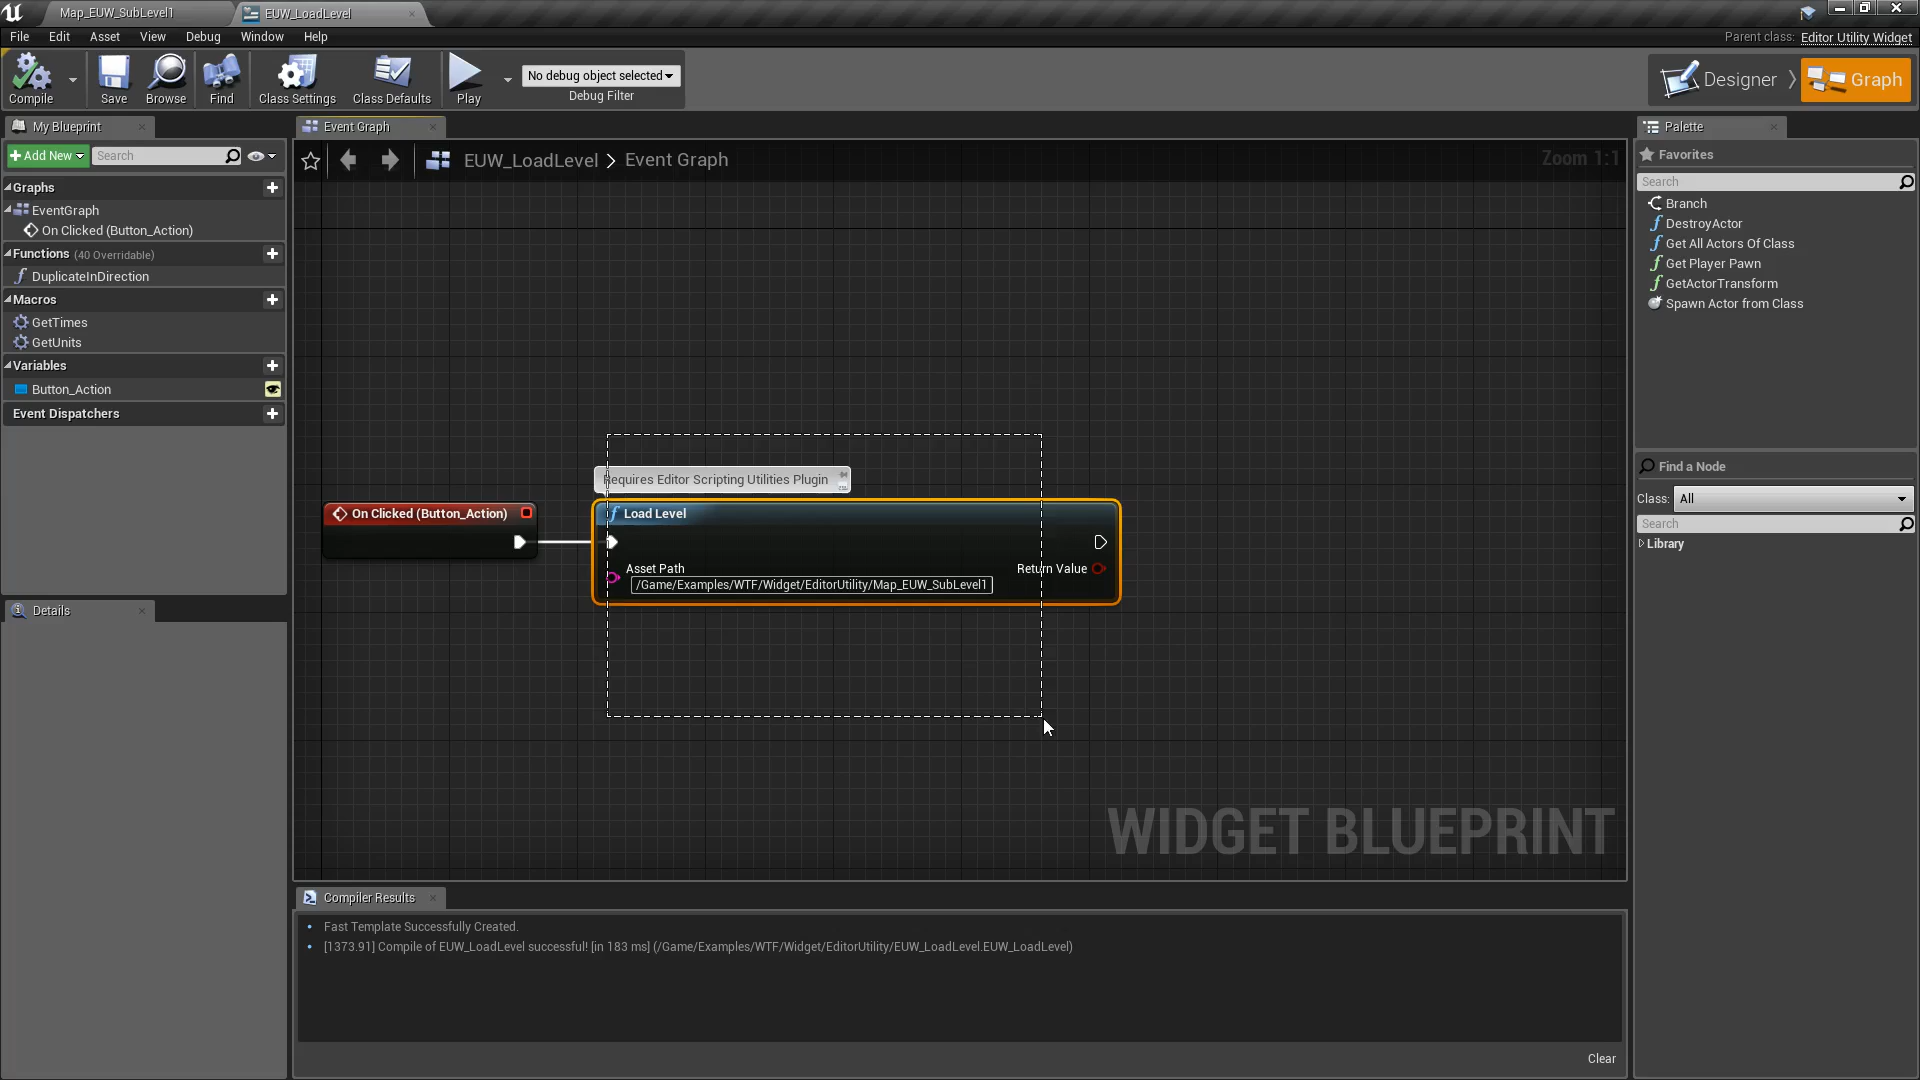 Map_EUW_SubLevel1
EUW_LoadLevel
File Edit Asset View Debug Window Help
Parent class: Editor Utility Widget
Compile
Save
Browse
Find
Class Settings
Class Defaults
Play
No debug object selected
Debug Filter
Designer
Graph
My Blueprint
Add New
Search
Graphs
EventGraph
On Clicked (Button_Action)
Functions (40 Overridable)
DuplicateInDirection
Macros
GetTimes
GetUnits
Variables
Button_Action
Event Dispatchers
Details
Event Graph
EUW_LoadLevel > Event Graph
Zoom 1:1
Requires Editor Scripting Utilities Plugin
On Clicked (Button_Action)
Load Level
Asset Path
/Game/Examples/WTF/Widget/EditorUtility/Map_EUW_SubLevel1
Return Value
WIDGET BLUEPRINT
Compiler Results
Fast Template Successfully Created.
[1373.91] Compile of EUW_LoadLevel successful! [in 183 ms] (/Game/Examples/WTF/Widget/EditorUtility/EUW_LoadLevel.EUW_LoadLevel)
Clear
Palette
Favorites
Search
Branch
DestroyActor
Get All Actors Of Class
Get Player Pawn
GetActorTransform
Spawn Actor from Class
Find a Node
Class: All
Search
Library